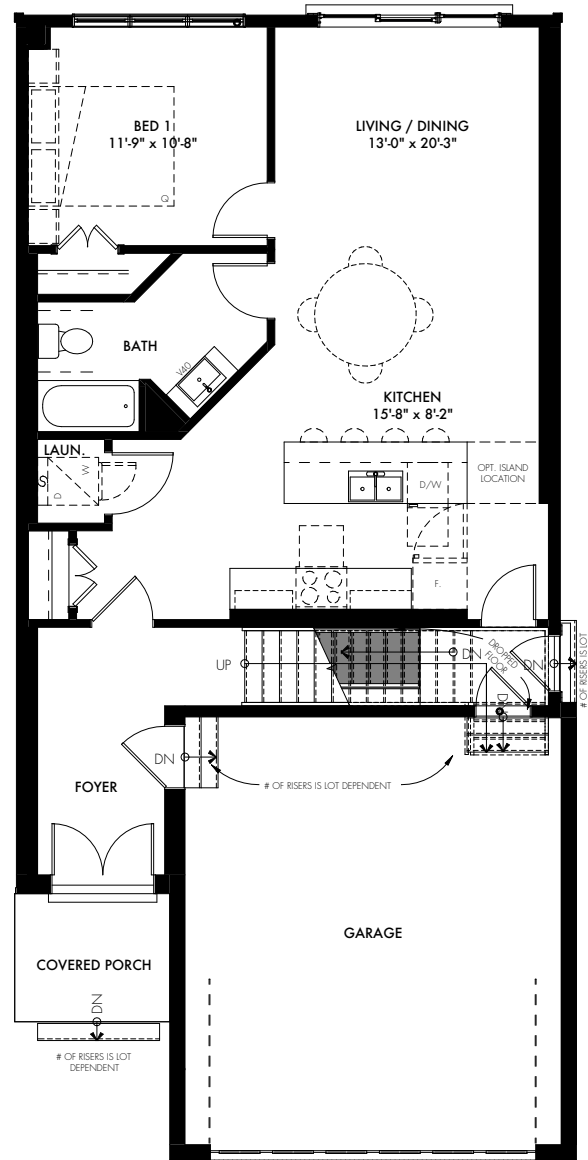 BED 1
11'-9" x 10'-8"
LIVING / DINING
13'-0" x 20'-3"
Q
BATH
V40
KITCHEN
15'-8" x 8'-2"
LAUN.
S
D
W
D/W
OPT. ISLAND
LOCATION
F.
UP
DN
DROPPED
FLOOR
DN
# OF RISERS IS LOT
DN
# OF RISERS IS LOT DEPENDENT
FOYER
GARAGE
COVERED PORCH
DN
# OF RISERS IS LOT
DEPENDENT